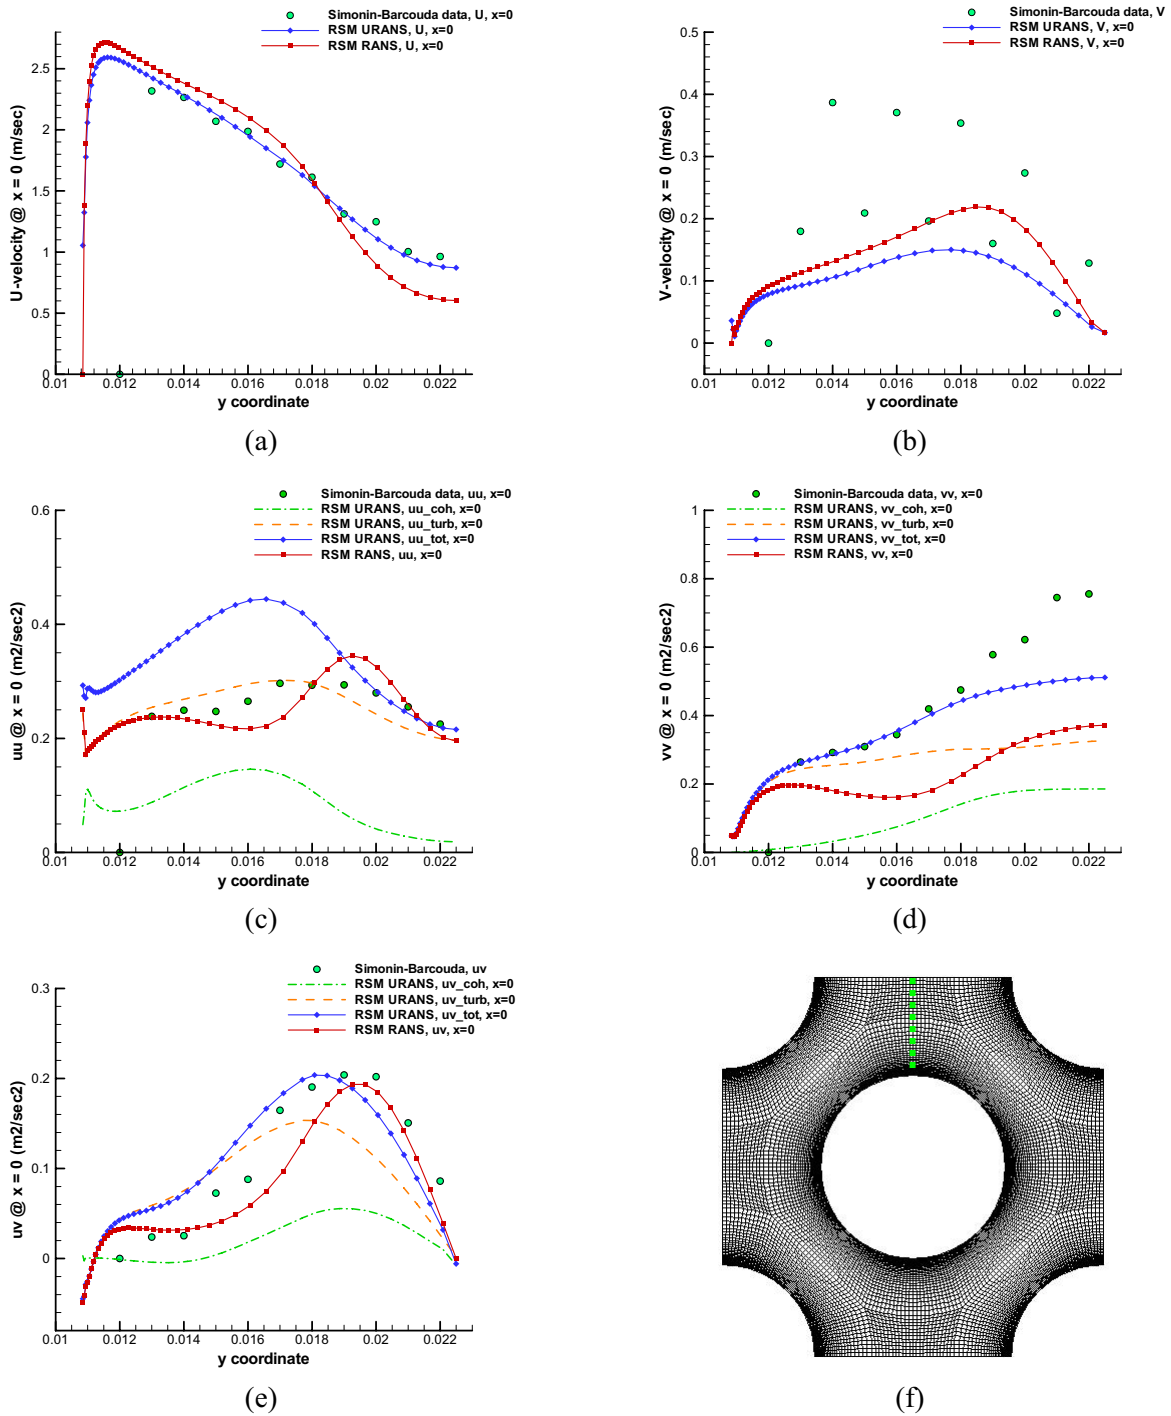 Simonin-Barcouda data, U, x=0
RSM URANS, U, x=0
RSM RANS, U, x=0
U-velocity @ x = 0 (m/sec)
2.5
2
1.5
1
0.5
0
0.01 0.012 0.014 0.016 0.018 0.02 0.022
y coordinate
(a)
Simonin-Barcouda data, V
RSM URANS, V, x=0
RSM RANS, V, x=0
V-velocity @ x = 0 (m/sec)
0.5
0.4
0.3
0.2
0.1
0
0.01 0.012 0.014 0.016 0.018 0.02 0.022
y coordinate
(b)
Simonin-Barcouda data, uu, x=0
RSM URANS, uu_coh, x=0
RSM URANS, uu_turb, x=0
RSM URANS, uu_tot, x=0
RSM RANS, uu, x=0
uu @ x = 0 (m2/sec2)
0.6
0.4
0.2
0
0.01 0.012 0.014 0.016 0.018 0.02 0.022
y coordinate
(c)
Simonin-Barcouda data, vv, x=0
RSM URANS, vv_coh, x=0
RSM URANS, vv_turb, x=0
RSM URANS, vv_tot, x=0
RSM RANS, vv, x=0
vv @ x = 0 (m2/sec2)
1
0.8
0.6
0.4
0.2
0
0.01 0.012 0.014 0.016 0.018 0.02 0.022
y coordinate
(d)
Simonin-Barcouda, uv
RSM URANS, uv_coh, x=0
RSM URANS, uv_turb, x=0
RSM URANS, uv_tot, x=0
RSM RANS, uv, x=0
uv @ x = 0 (m2/sec2)
0.3
0.2
0.1
0
0.01 0.012 0.014 0.016 0.018 0.02 0.022
y coordinate
(e)
(f)